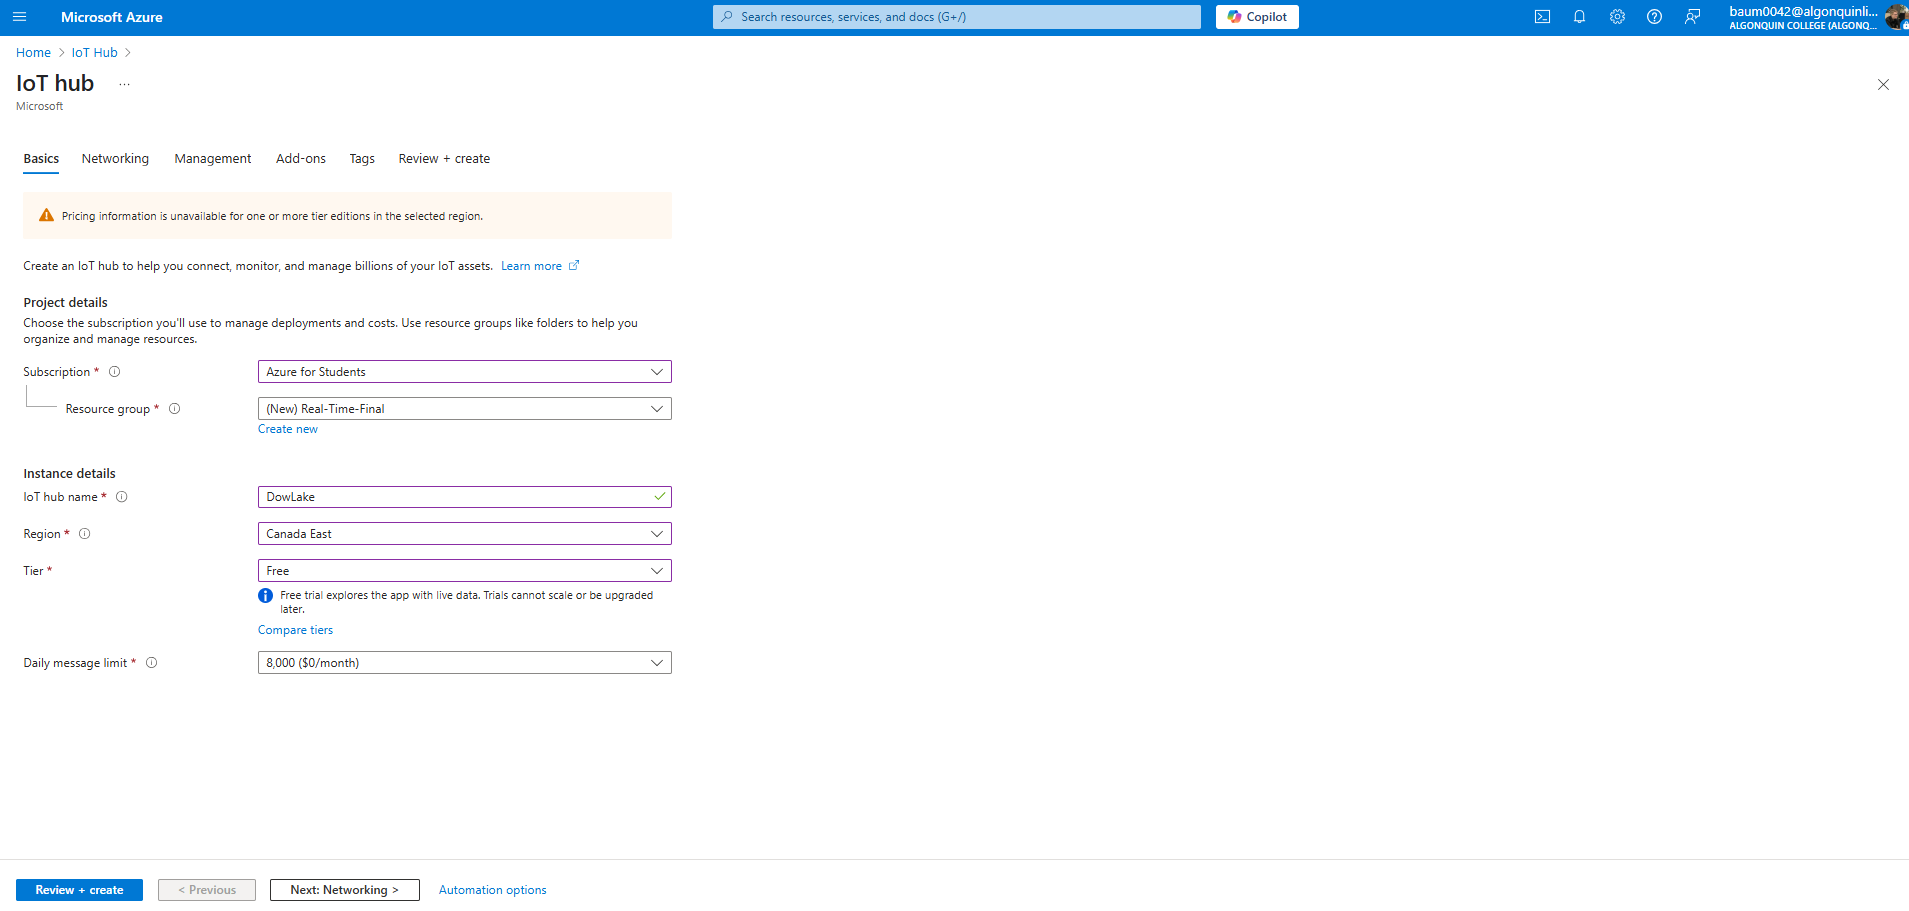 Microsoft Azure
Search resources, services, and docs (G+/)
Copilot
baum0042@algonquinli...
ALGONQUIN COLLEGE (ALGONQ...
Home > IoT Hub >
IoT hub ...
Microsoft
Basics Networking Management Add-ons Tags Review + create
Pricing information is unavailable for one or more tier editions in the selected region.
Create an IoT hub to help you connect, monitor, and manage billions of your IoT assets. Learn more
Project details
Choose the subscription you'll use to manage deployments and costs. Use resource groups like folders to help you
organize and manage resources.
Subscription * Azure for Students
Resource group * (New) Real-Time-Final
Create new
Instance details
IoT hub name * DowLake
Region * Canada East
Tier * Free
Free trial explores the app with live data. Trials cannot scale or be upgraded
later.
Compare tiers
Daily message limit * 8,000 ($0/month)
Review + create < Previous Next: Networking > Automation options